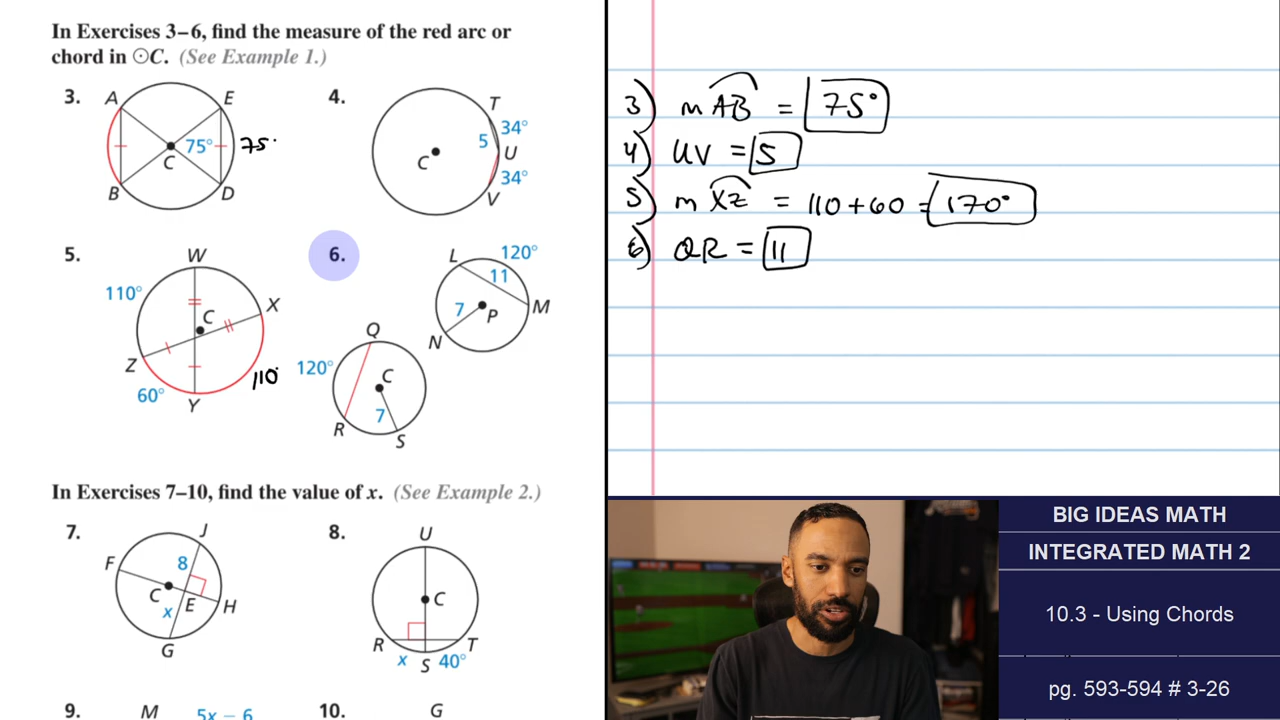 In Exercises 3–6, find the measure of the red arc or
chord in ⊙C. (See Example 1.)
3.
A
E
75°
C
B
D
75°
4.
T
34°
5
U
C
34°
V
5.
W
110°
X
C
Z
60°
Y
110°
6.
L
120°
11
7
P
M
N
Q
120°
C
7
R
S
In Exercises 7–10, find the value of x. (See Example 2.)
7.
J
F
8
C
E
H
x
G
8.
U
C
R
T
x
S
40°
9.
M
5x – 6
10.
G
3) mAB = 75°
4) UV = 5
5) mXZ = 110+60 = 170°
6) QR = 11
BIG IDEAS MATH
INTEGRATED MATH 2
10.3 - Using Chords
pg. 593-594 # 3-26